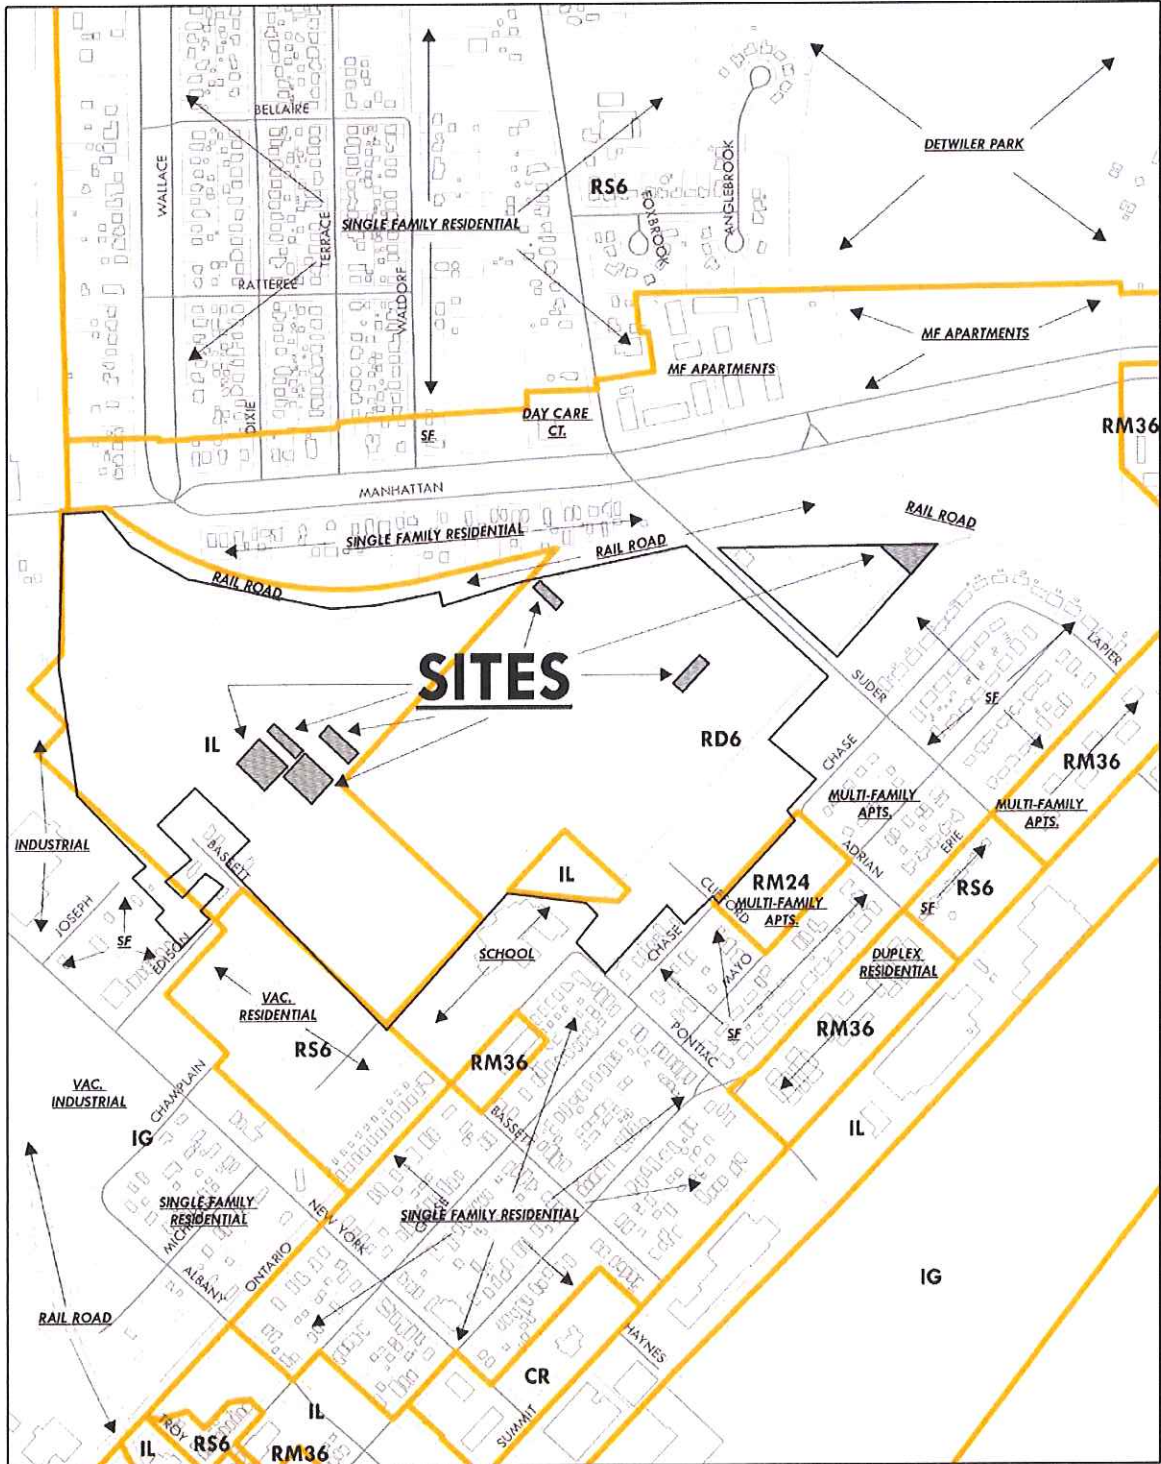 BELLAIRE
DETWILER PARK
WALLACE
ANGLEBROOK
RS6
FOXBROOK
TERRACE
SINGLE FAMILY RESIDENTIAL
RATTEREE
WALDORF
MF APARTMENTS
MF APARTMENTS
DIXIE
DAY CARE
CT.
SF
RM36
MANHATTAN
RAIL ROAD
SINGLE FAMILY RESIDENTIAL
RAIL ROAD
RAIL ROAD
LAPIER
SITES
SUDER
SF
IL
RD6
CHASE
RM36
MULTI-FAMILY
APTS.
MULTI-FAMILY
APTS.
INDUSTRIAL
BASSETT
ADRIAN
ERIE
IL
RM24
MULTI-FAMILY
APTS.
CLIFFORD
RS6
JOSEPH
SF
SF
EDISON
SCHOOL
CHASE
MAYO
DUPLEX
RESIDENTIAL
VAC.
RESIDENTIAL
RS6
SF
RM36
PONTIAC
RM36
VAC.
INDUSTRIAL
CHAMPLAIN
BASSETT
IG
IL
SINGLE FAMILY
RESIDENTIAL
MICHIGAN
NEW YORK
CHASE
SINGLE FAMILY RESIDENTIAL
ALBANY
ONTARIO
IG
RAIL ROAD
HAYNES
CR
IL
SUMMIT
TROY
IL
RS6
RM36